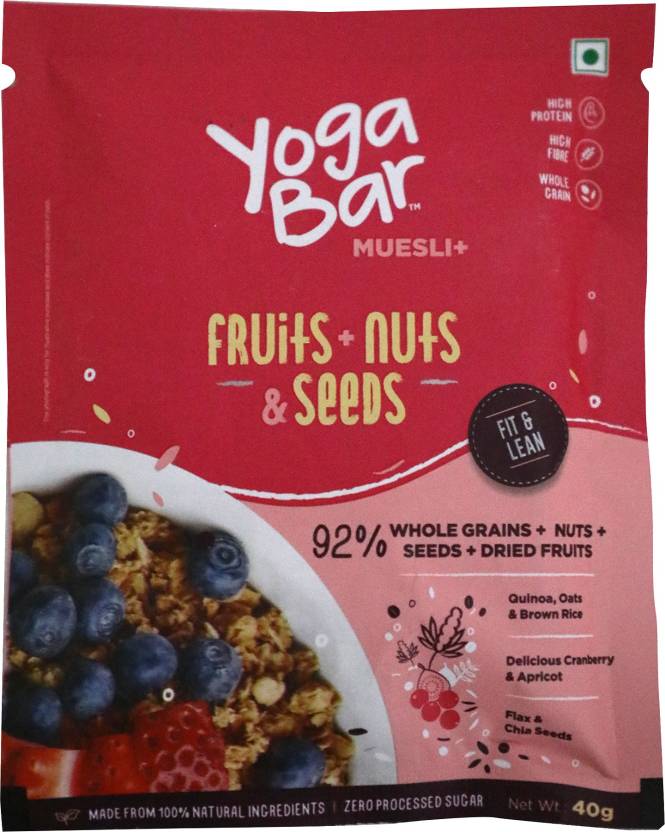 HIGH
PROTEIN
HIGH
FIBRE
WHOLE
GRAIN
Yoga
Bar™
MUESLI+
FRUitS + nUtS
& SeeDS
FIT &
LEAN
92% WHOLE GRAINS + NUTS +
SEEDS + DRIED FRUITS
Quinoa, Oats
& Brown Rice
Delicious Cranberry
& Apricot
Flax &
Chia Seeds
MADE FROM 100% NATURAL INGREDIENTS | ZERO PROCESSED SUGAR Net Wt: 40g